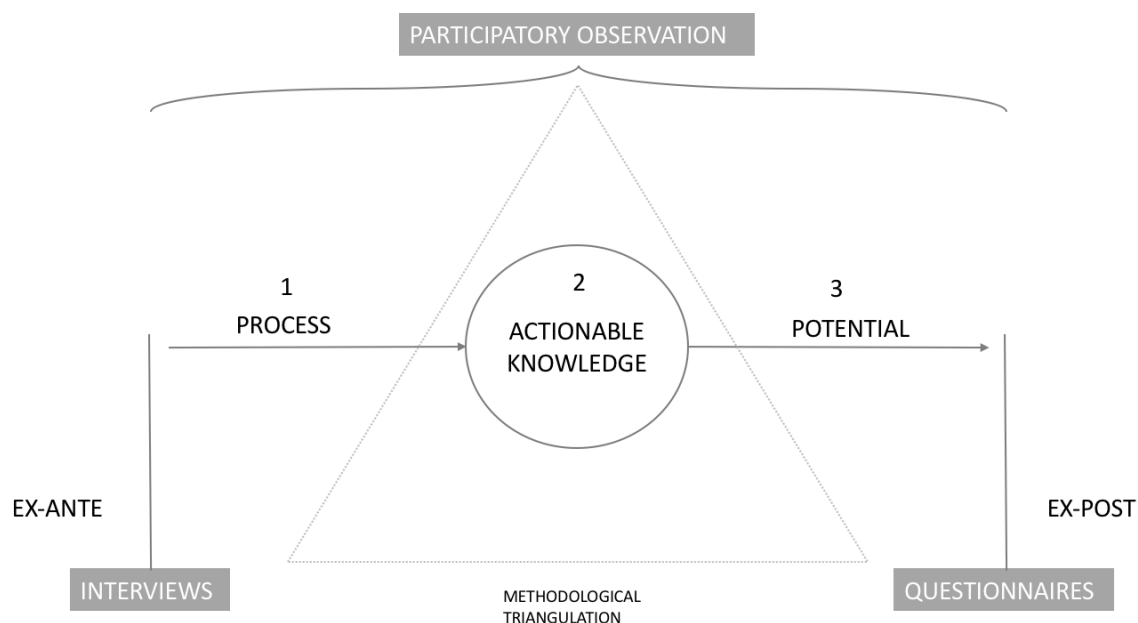 PARTICIPATORY OBSERVATION
1
PROCESS
2
ACTIONABLE
KNOWLEDGE
3
POTENTIAL
EX-ANTE
EX-POST
INTERVIEWS
QUESTIONNAIRES
METHODOLOGICAL
TRIANGULATION